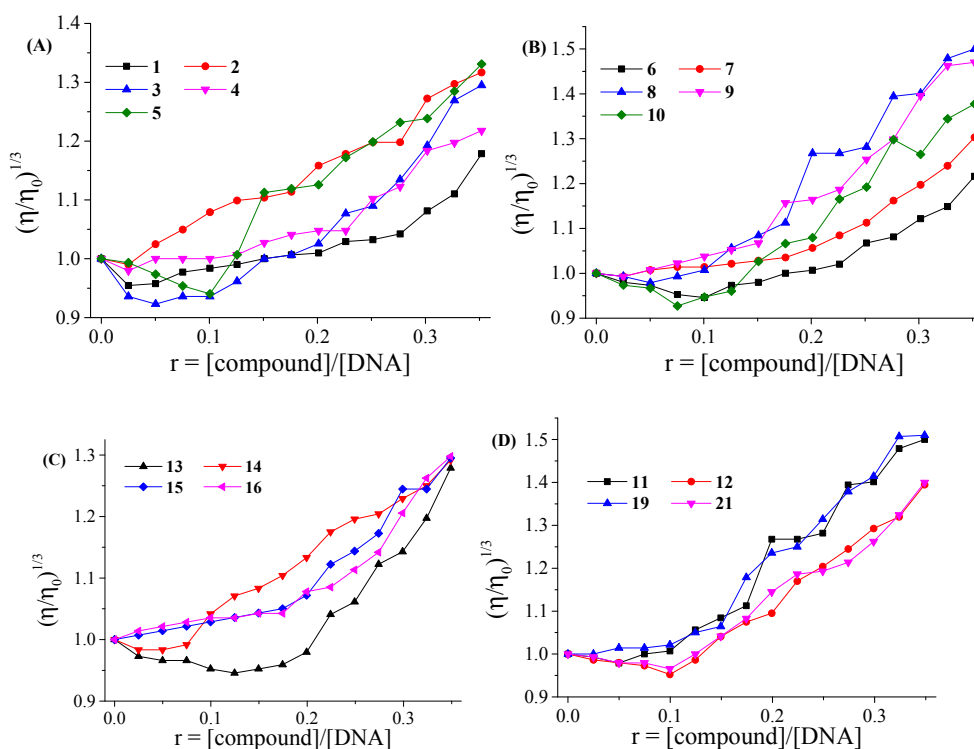 (A)
1 2
3 4
5
1.4
1.3
1.2
1.1
1.0
0.9
(η/η0)1/3
0.0 0.1 0.2 0.3
r = [compound]/[DNA]
(B)
6 7
8 9
10
1.5
1.4
1.3
1.2
1.1
1.0
0.9
(η/η0)1/3
0.0 0.1 0.2 0.3
r = [compound]/[DNA]
(C)
13 14
15 16
1.3
1.2
1.1
1.0
0.9
(η/η0)1/3
0.0 0.1 0.2 0.3
r = [compound]/[DNA]
(D)
11 12
19 21
1.5
1.4
1.3
1.2
1.1
1.0
0.9
(η/η0)1/3
0.0 0.1 0.2 0.3
r = [compound]/[DNA]